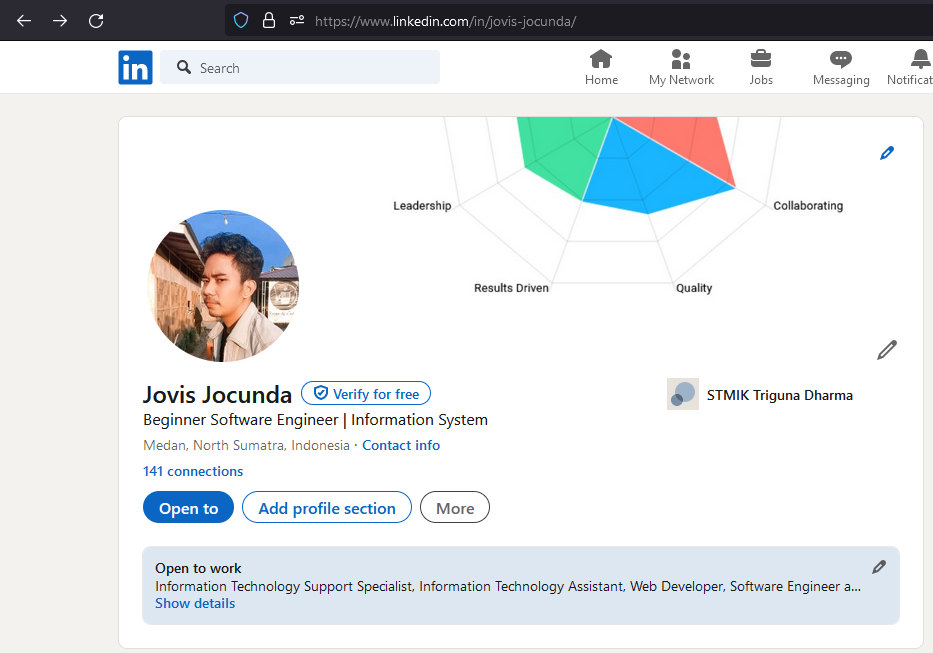 https://www.linkedin.com/in/jovis-jocunda/
in
Search
Home
My Network
Jobs
Messaging
Notificat
Leadership
Collaborating
Results Driven
Quality
Jovis Jocunda
Verify for free
STMIK Triguna Dharma
Beginner Software Engineer | Information System
Medan, North Sumatra, Indonesia · Contact info
141 connections
Open to
Add profile section
More
Open to work
Information Technology Support Specialist, Information Technology Assistant, Web Developer, Software Engineer a...
Show details